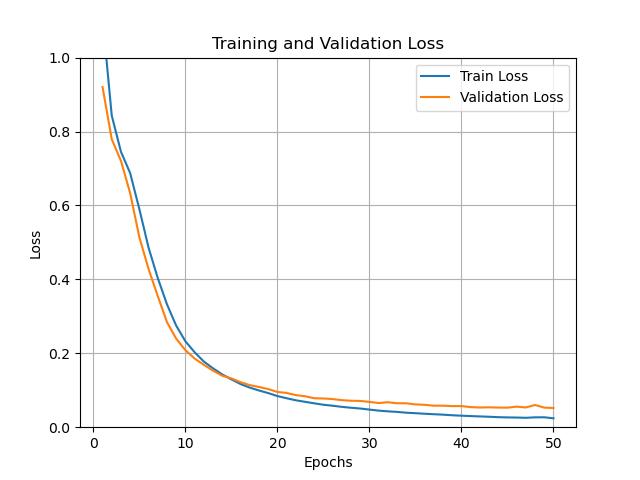 Training and Validation Loss
1.0
0.8
0.6
0.4
0.2
0.0
Loss
Train Loss
Validation Loss
0 10 20 30 40 50
Epochs